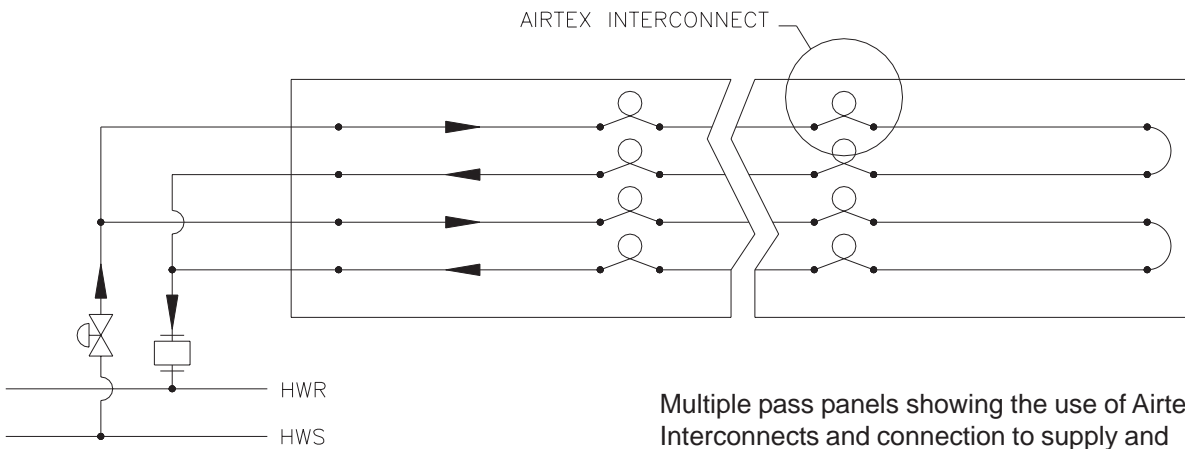 AIRTEX INTERCONNECT
HWR
HWS
Multiple pass panels showing the use of Airte
Interconnects and connection to supply and